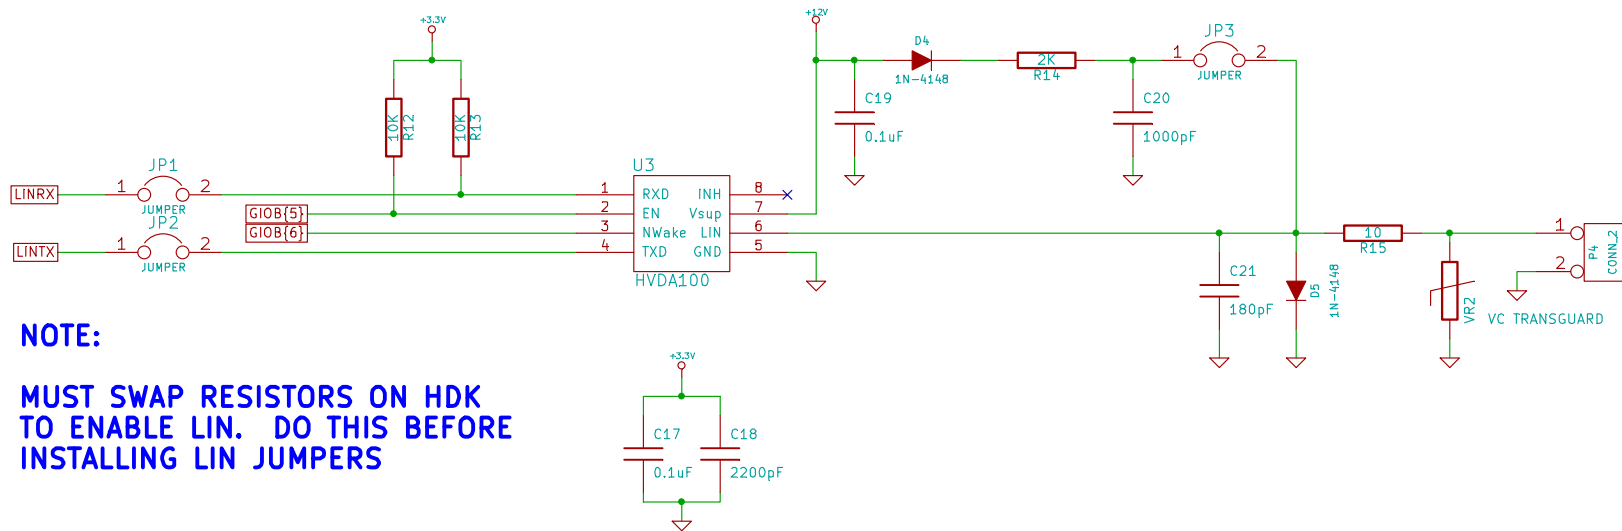 +3.3V
+12V
D4
1N-4148
2K
R14
JP3
1
2
JUMPER
C19
0.1uF
C20
1000pF
10K
R12
10K
R13
JP1
LINRX
1
2
JUMPER
JP2
LINTX
1
2
JUMPER
GIOB{5}
GIOB{6}
U3
1
RXD
INH
8
2
EN
Vsup
7
3
NWake
LIN
6
4
TXD
GND
5
HVDA100
C21
180pF
D5
1N-4148
10
R15
VR2
VC TRANSGUARD
1
2
P4
CONN_2
NOTE:
MUST SWAP RESISTORS ON HDK
TO ENABLE LIN.  DO THIS BEFORE
INSTALLING LIN JUMPERS
+3.3V
C17
0.1uF
C18
2200pF